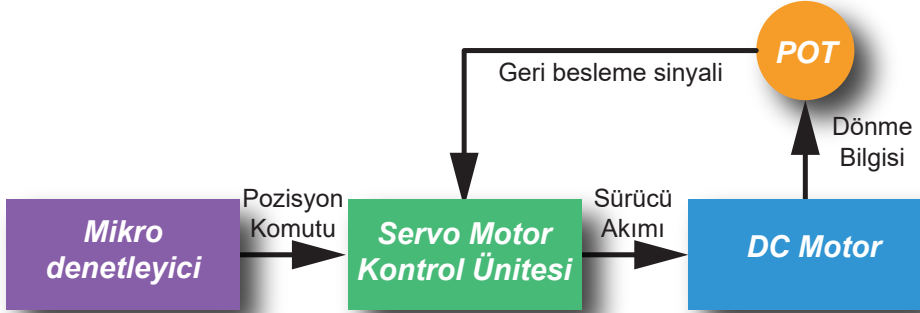 POT
Geri besleme sinyali
Dönme
Bilgisi
Mikro
denetleyici
Pozisyon
Komutu
Servo Motor
Kontrol Ünitesi
Sürücü
Akımı
DC Motor